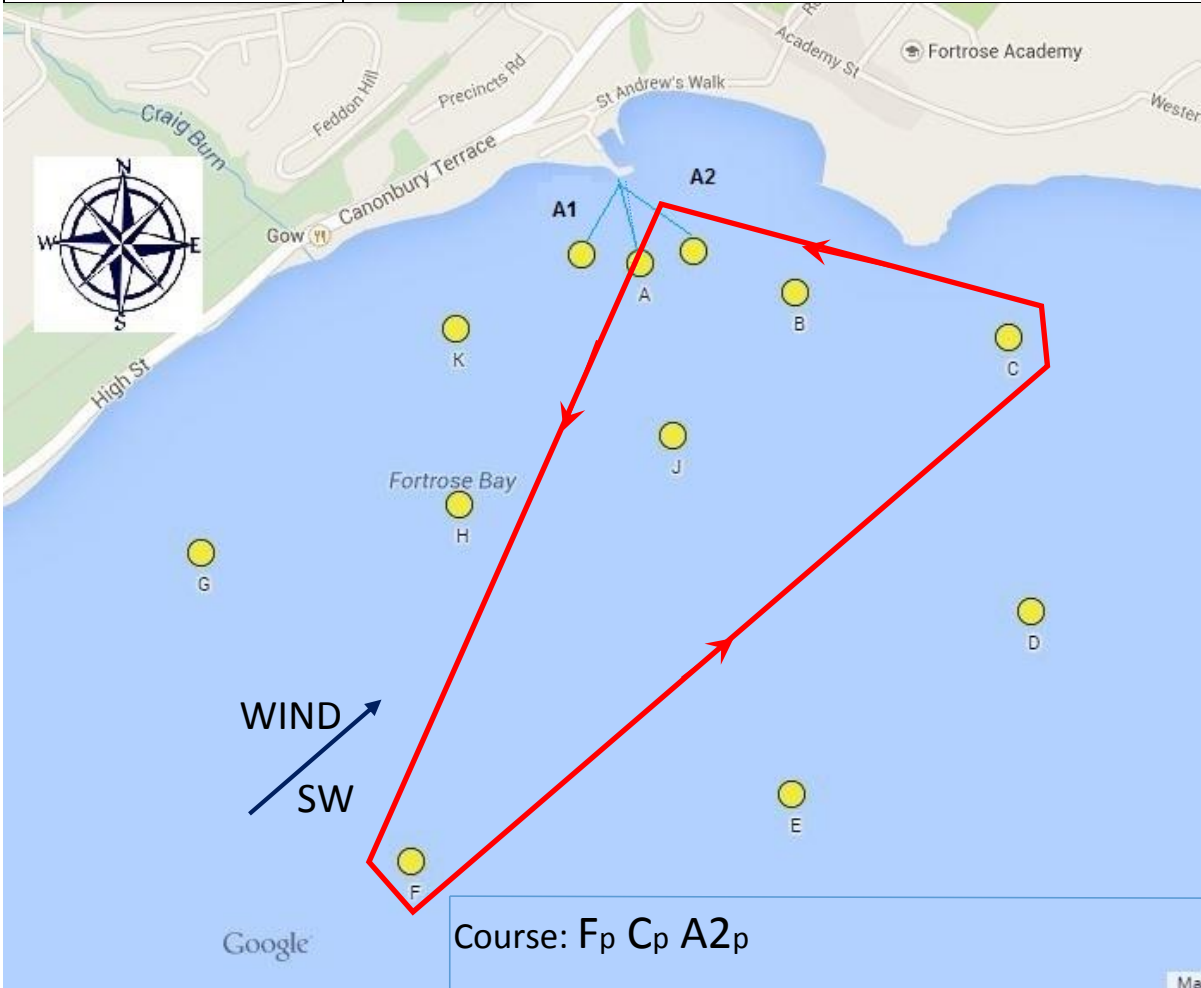 Academy St
Fortrose Academy
Precincts Rd
Feddon Hill
St Andrew's Walk
Wester
Craig Burn
Canonbury Terrace
N
W
E
S
Gow
High St
A1
A2
A
B
C
K
J
Fortrose Bay
H
G
D
WIND
SW
E
F
Google
Course: Fp Cp A2p
Ma